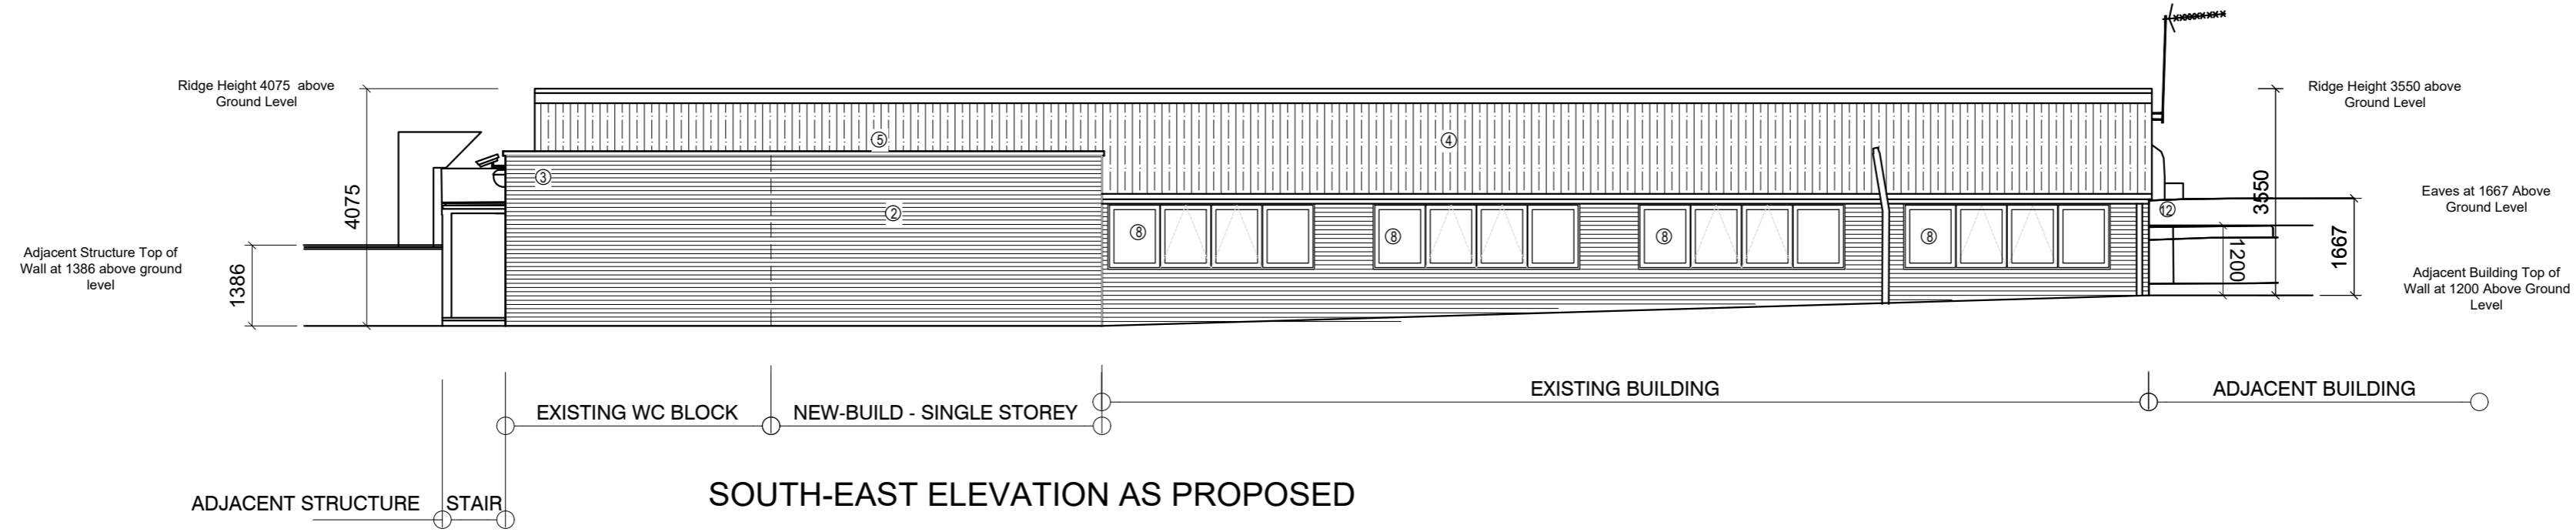 Ridge Height 4075 above
Ground Level
Ridge Height 3550 above
Ground Level
5
4
3
2
4075
3550
Eaves at 1667 Above
Ground Level
12
8
8
8
8
1667
1200
Adjacent Structure Top of
Wall at 1386 above ground
level
1386
Adjacent Building Top of
Wall at 1200 Above Ground
Level
EXISTING BUILDING
ADJACENT BUILDING
EXISTING WC BLOCK
NEW-BUILD - SINGLE STOREY
ADJACENT STRUCTURE
STAIR
SOUTH-EAST ELEVATION AS PROPOSED